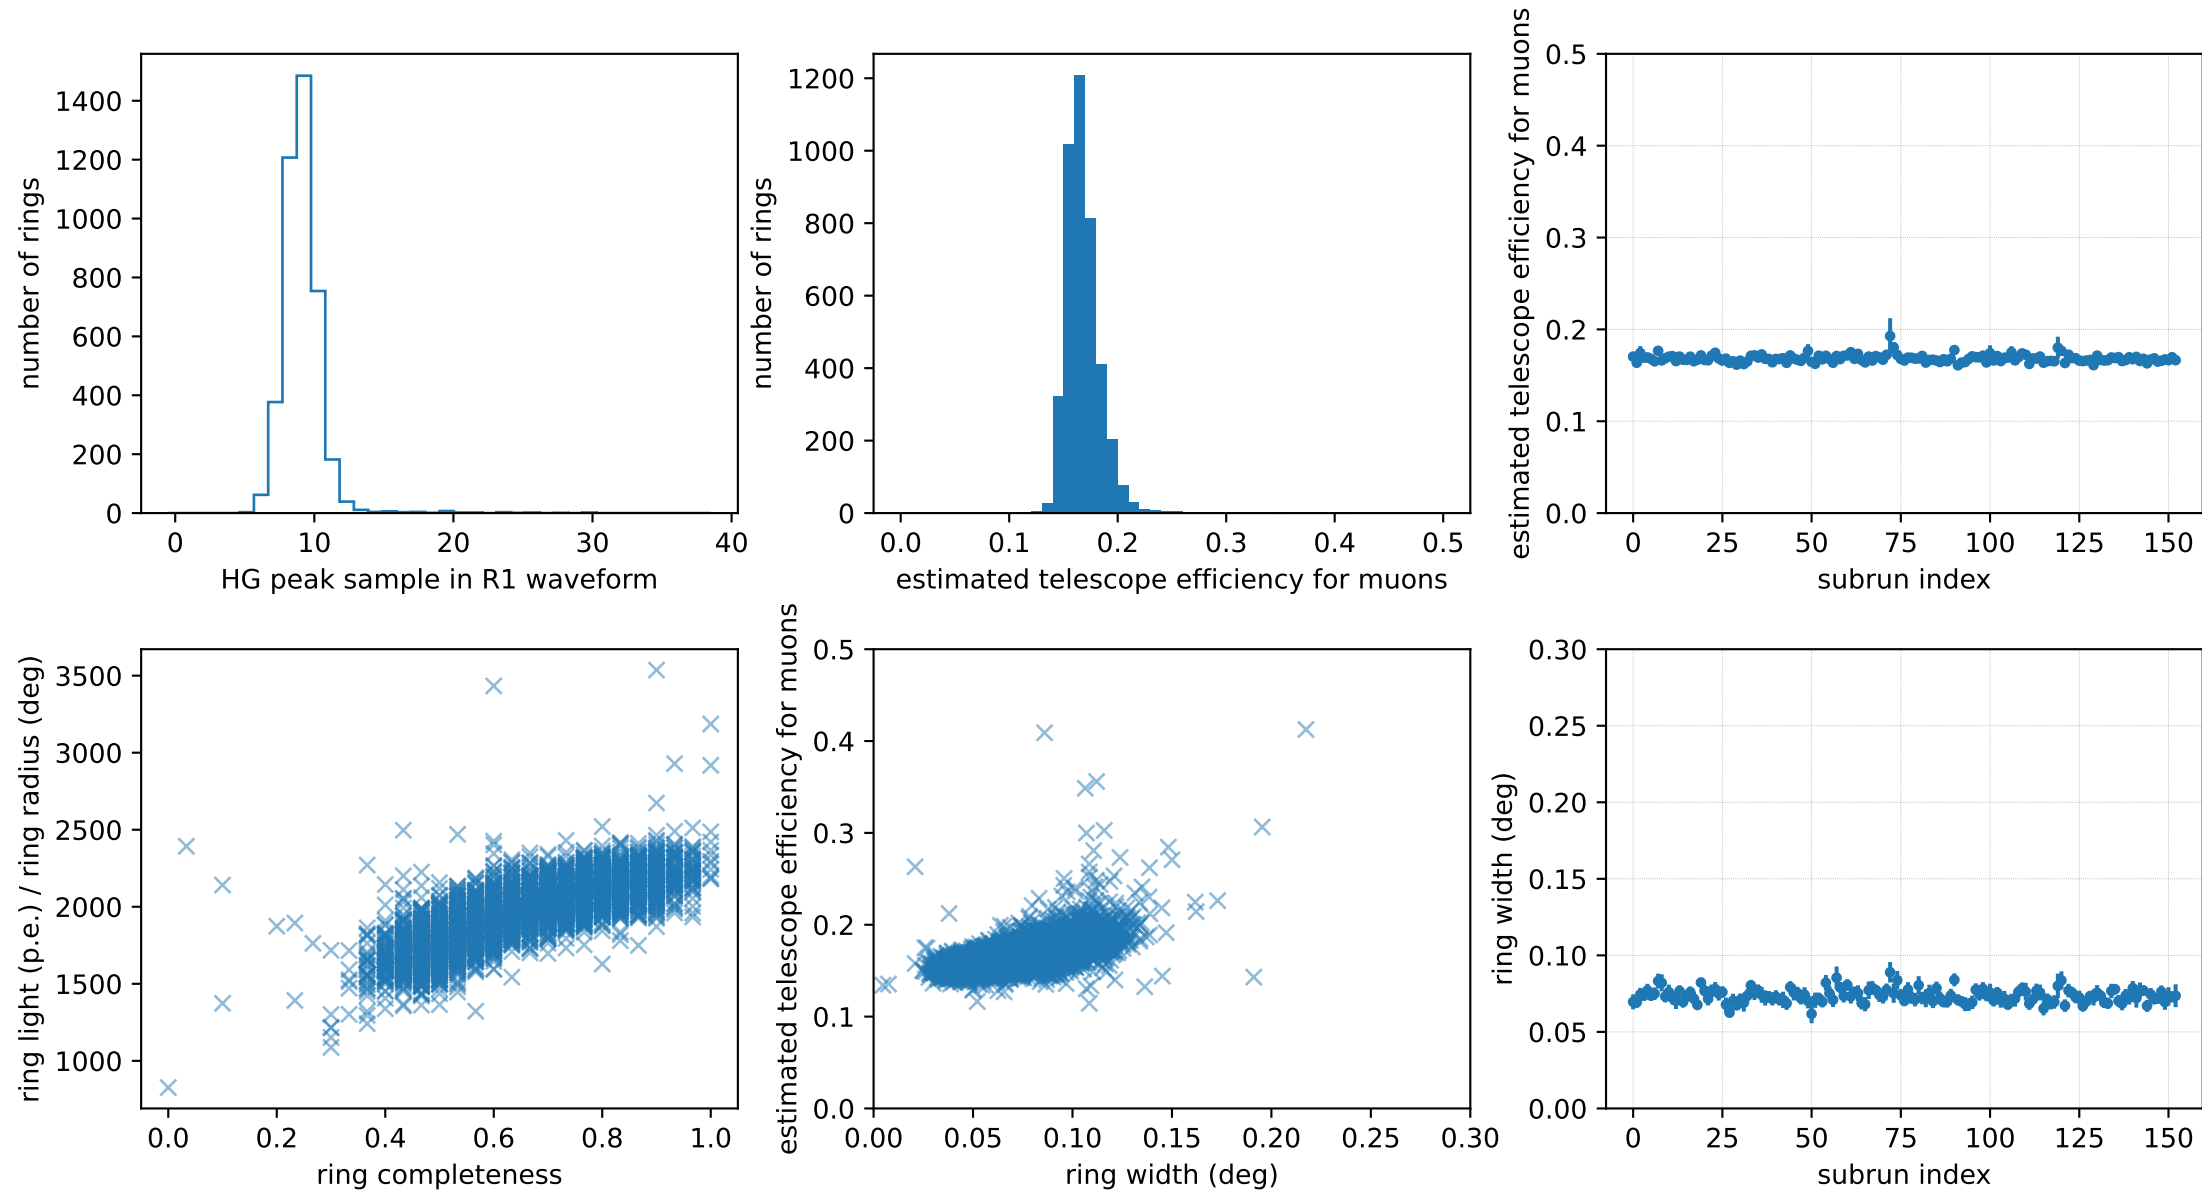 number of rings
1400
1200
1000
800
600
400
200
0
0 10 20 30 40
HG peak sample in R1 waveform
number of rings
1200
1000
800
600
400
200
0
0.0 0.1 0.2 0.3 0.4 0.5
estimated telescope efficiency for muons
estimated telescope efficiency for muons
0.5
0.4
0.3
0.2
0.1
0.0
0 25 50 75 100 125 150
subrun index
ring light (p.e.) / ring radius (deg)
3500
3000
2500
2000
1500
1000
0.0 0.2 0.4 0.6 0.8 1.0
ring completeness
estimated telescope efficiency for muons
0.5
0.4
0.3
0.2
0.1
0.0
0.00 0.05 0.10 0.15 0.20 0.25 0.30
ring width (deg)
ring width (deg)
0.30
0.25
0.20
0.15
0.10
0.05
0.00
0 25 50 75 100 125 150
subrun index